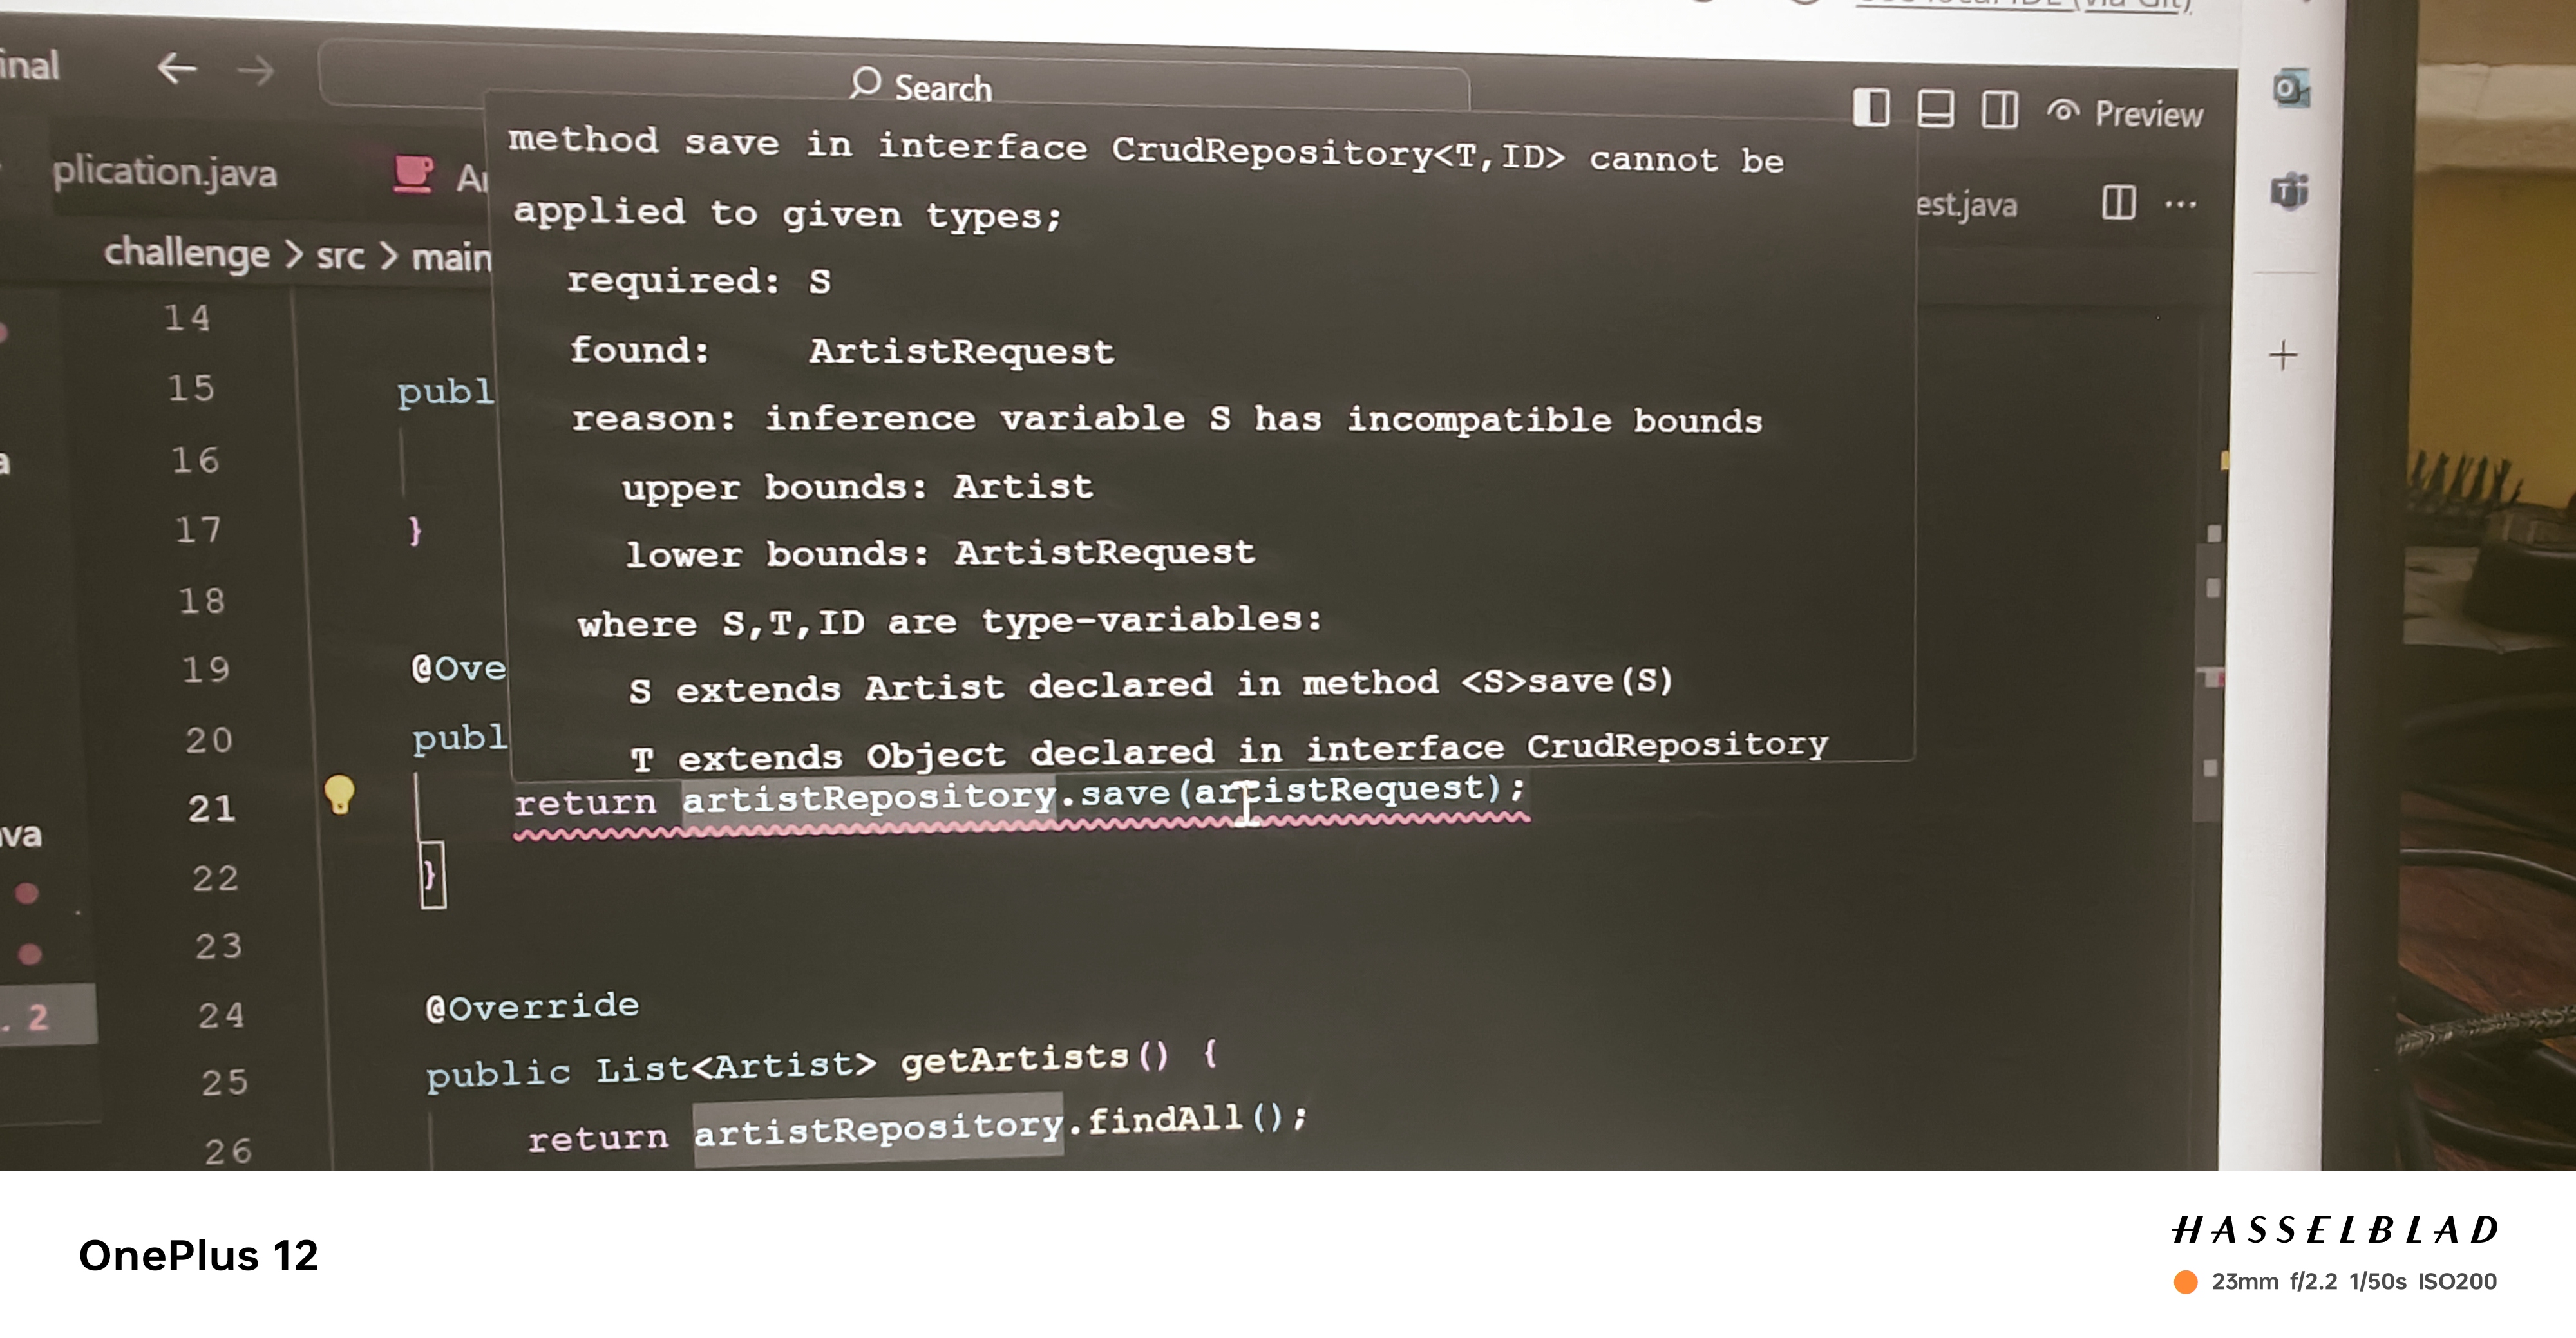 inal
Search
Preview
plication.java
est.java
challenge > src > main
method save in interface CrudRepository<T,ID> cannot be
applied to given types;
required: S
found: ArtistRequest
reason: inference variable S has incompatible bounds
upper bounds: Artist
lower bounds: ArtistRequest
where S,T,ID are type-variables:
S extends Artist declared in method <S>save(S)
T extends Object declared in interface CrudRepository
14
15 publ
16
17 }
18
19 @Ove
20 publ
21 return artistRepository.save(artistRequest);
va
22 }
23
24 @Override
. 2
25 public List<Artist> getArtists() {
26 return artistRepository.findAll();
OnePlus 12
HASSELBLAD
23mm f/2.2 1/50s ISO200